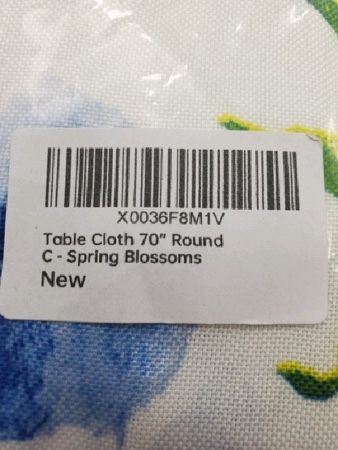 X0036F8M1V
Table Cloth 70" Round
C - Spring Blossoms
New